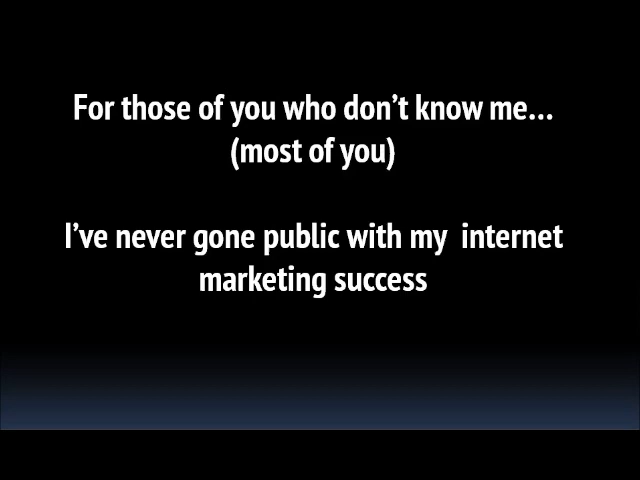 For those of you who don’t know me…
(most of you)
I’ve never gone public with my  internet
marketing success